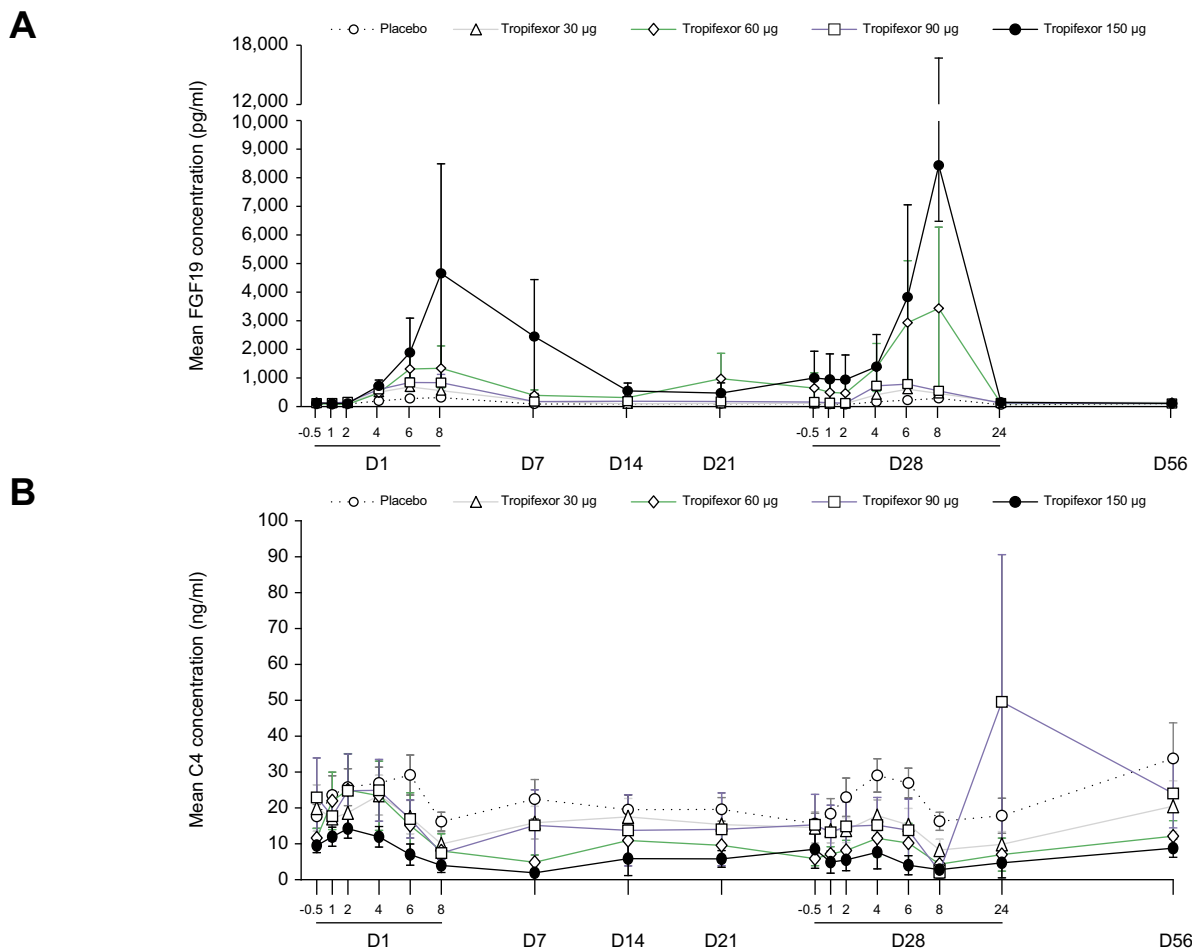 A
Placebo Tropifexor 30 µg Tropifexor 60 µg Tropifexor 90 µg Tropifexor 150 µg
Mean FGF19 concentration (pg/ml)
18,000
12,000
10,000
9,000
8,000
7,000
6,000
5,000
4,000
3,000
2,000
1,000
0
-0.5 1 2 4 6 8 -0.5 1 2 4 6 8 24
D1 D7 D14 D21 D28 D56
B
Placebo Tropifexor 30 µg Tropifexor 60 µg Tropifexor 90 µg Tropifexor 150 µg
Mean C4 concentration (ng/ml)
100
90
80
70
60
50
40
30
20
10
0
-0.5 1 2 4 6 8 -0.5 1 2 4 6 8 24
D1 D7 D14 D21 D28 D56